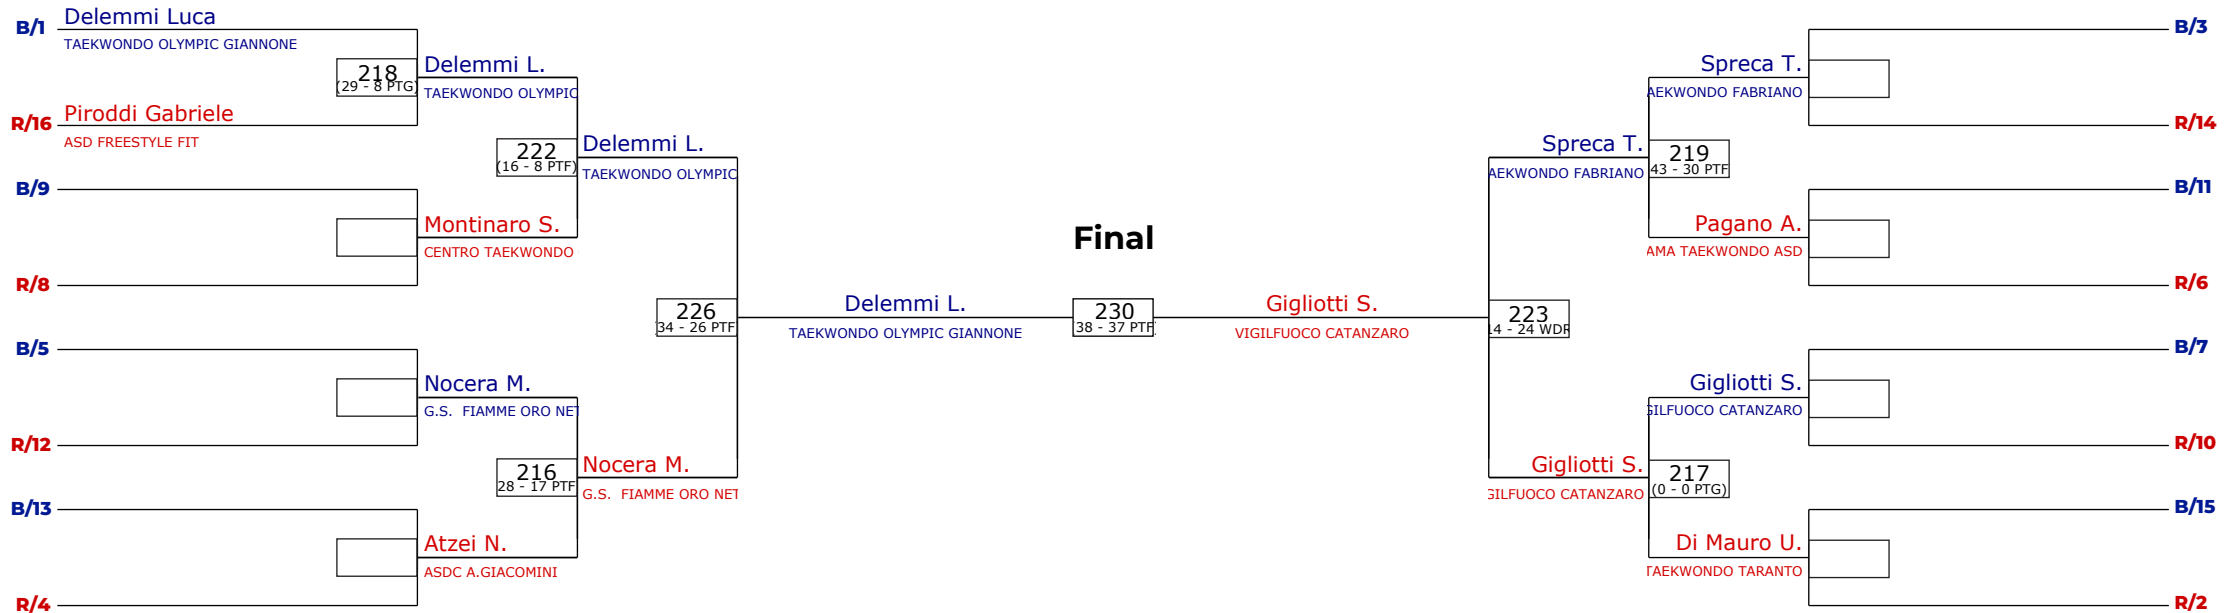 B/1
Delemmi Luca
TAEKWONDO OLYMPIC GIANNONE
218
(29 - 8 PTG)
Delemmi L.
TAEKWONDO OLYMPIC
R/16
Piroddi Gabriele
ASD FREESTYLE FIT
222
(16 - 8 PTF)
Delemmi L.
TAEKWONDO OLYMPIC
B/9
Montinaro S.
CENTRO TAEKWONDO
R/8
226
34 - 26 PTF
B/5
Nocera M.
G.S. FIAMME ORO NET
R/12
216
28 - 17 PTF
Nocera M.
G.S. FIAMME ORO NET
B/13
Atzei N.
ASDC A.GIACOMINI
R/4
Final
Delemmi L.
TAEKWONDO OLYMPIC GIANNONE
230
38 - 37 PTF
Gigliotti S.
VIGILFUOCO CATANZARO
B/3
Spreca T.
AEKWONDO FABRIANO
R/14
Spreca T.
AEKWONDO FABRIANO
219
43 - 30 PTF
B/11
Pagano A.
AMA TAEKWONDO ASD
R/6
223
14 - 24 WDR
B/7
Gigliotti S.
GILFUOCO CATANZARO
R/10
Gigliotti S.
GILFUOCO CATANZARO
217
(0 - 0 PTG)
B/15
Di Mauro U.
TAEKWONDO TARANTO
R/2